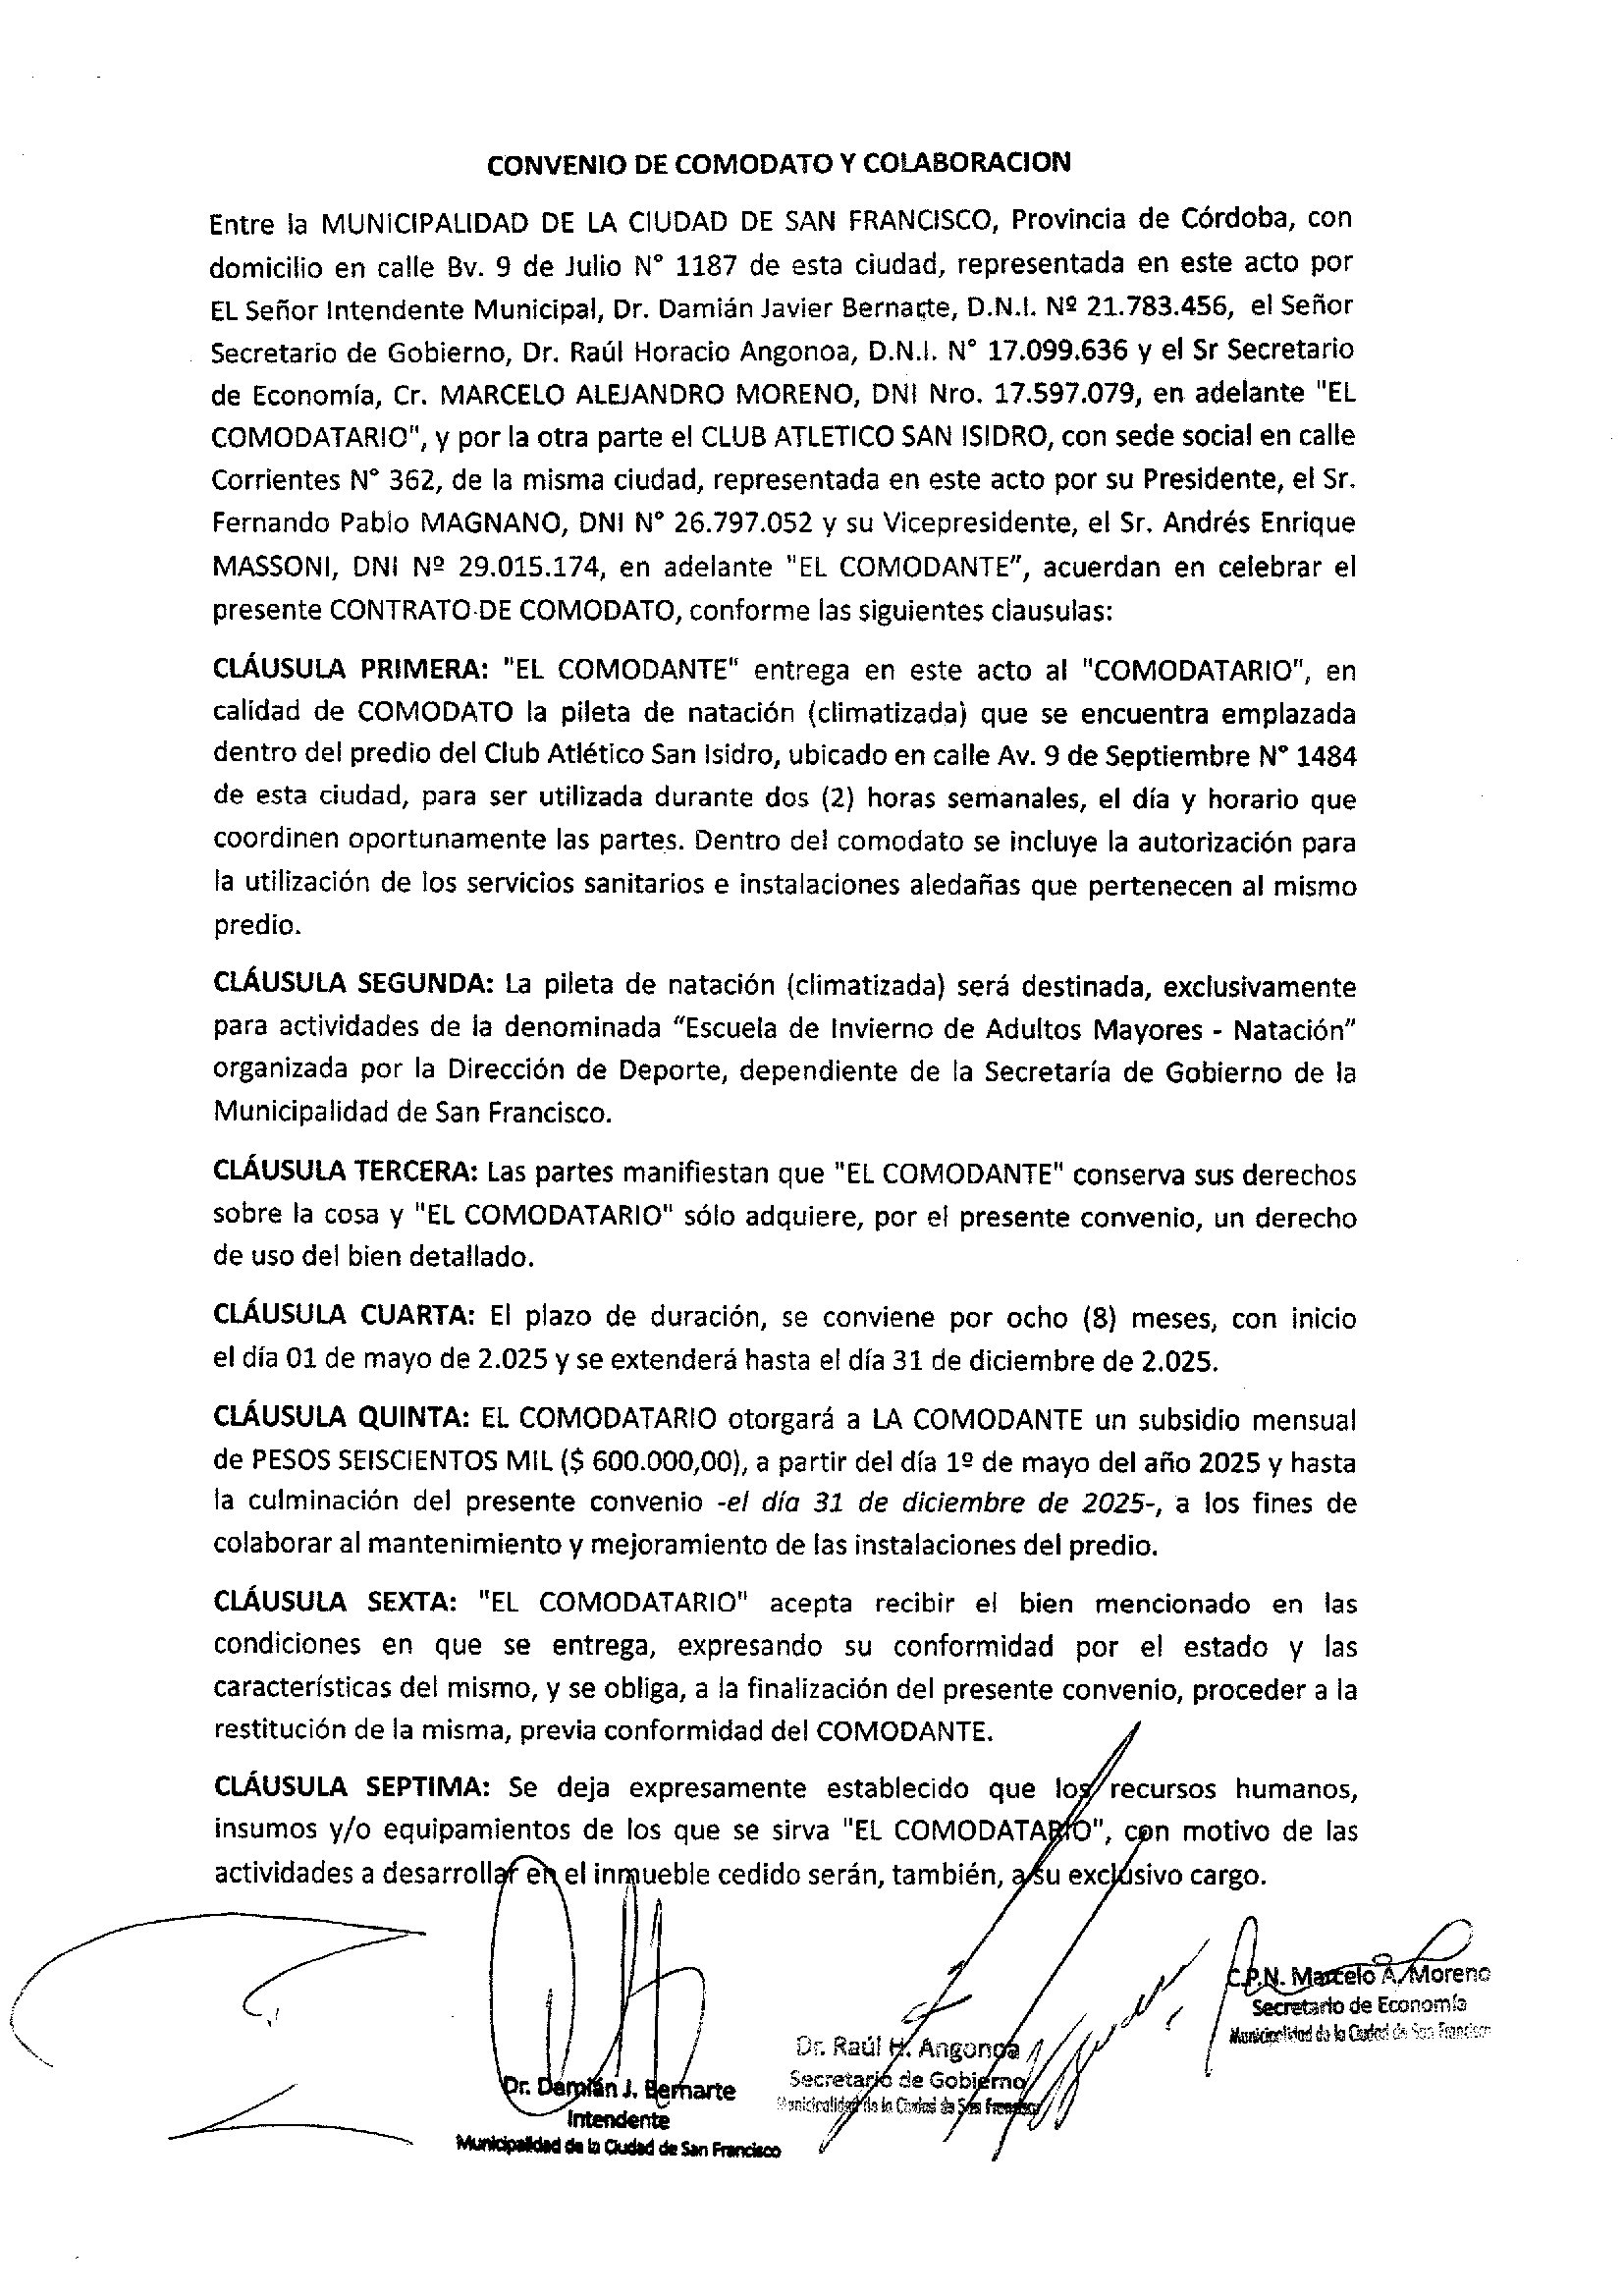 CONVENIO DE COMODATO Y COLABORACION
Entre la MUNICIPALIDAD DE LA CIUDAD DE SAN FRANCISCO, Provincia de Córdoba, con
domicilio en calle Bv. 9 de Julio N° 1187 de esta ciudad, representada en este acto por
EL Señor Intendente Municipal, Dr. Damián Javier Bernarte, D.N.I. Nº 21.783.456, el Señor
Secretario de Gobierno, Dr. Raúl Horacio Angonoa, D.N.I. N° 17.099.636 y el Sr Secretario
de Economía, Cr. MARCELO ALEJANDRO MORENO, DNI Nro. 17.597.079, en adelante "EL
COMODATARIO", y por la otra parte el CLUB ATLETICO SAN ISIDRO, con sede social en calle
Corrientes N° 362, de la misma ciudad, representada en este acto por su Presidente, el Sr.
Fernando Pablo MAGNANO, DNI N° 26.797.052 y su Vicepresidente, el Sr. Andrés Enrique
MASSONI, DNI Nº 29.015.174, en adelante "EL COMODANTE", acuerdan en celebrar el
presente CONTRATO DE COMODATO, conforme las siguientes clausulas:
CLÁUSULA PRIMERA: "EL COMODANTE" entrega en este acto al "COMODATARIO", en
calidad de COMODATO la pileta de natación (climatizada) que se encuentra emplazada
dentro del predio del Club Atlético San Isidro, ubicado en calle Av. 9 de Septiembre N° 1484
de esta ciudad, para ser utilizada durante dos (2) horas semanales, el día y horario que
coordinen oportunamente las partes. Dentro del comodato se incluye la autorización para
la utilización de los servicios sanitarios e instalaciones aledañas que pertenecen al mismo
predio.
CLÁUSULA SEGUNDA: La pileta de natación (climatizada) será destinada, exclusivamente
para actividades de la denominada "Escuela de Invierno de Adultos Mayores - Natación"
organizada por la Dirección de Deporte, dependiente de la Secretaría de Gobierno de la
Municipalidad de San Francisco.
CLÁUSULA TERCERA: Las partes manifiestan que "EL COMODANTE" conserva sus derechos
sobre la cosa y "EL COMODATARIO" sólo adquiere, por el presente convenio, un derecho
de uso del bien detallado.
CLÁUSULA CUARTA: El plazo de duración, se conviene por ocho (8) meses, con inicio
el día 01 de mayo de 2.025 y se extenderá hasta el día 31 de diciembre de 2.025.
CLÁUSULA QUINTA: EL COMODATARIO otorgará a LA COMODANTE un subsidio mensual
de PESOS SEISCIENTOS MIL ($ 600.000,00), a partir del día 1º de mayo del año 2025 y hasta
la culminación del presente convenio -el día 31 de diciembre de 2025-, a los fines de
colaborar al mantenimiento y mejoramiento de las instalaciones del predio.
CLÁUSULA SEXTA: "EL COMODATARIO" acepta recibir el bien mencionado en las
condiciones en que se entrega, expresando su conformidad por el estado y las
características del mismo, y se obliga, a la finalización del presente convenio, proceder a la
restitución de la misma, previa conformidad del COMODANTE.
CLÁUSULA SEPTIMA: Se deja expresamente establecido que los recursos humanos,
insumos y/o equipamientos de los que se sirva "EL COMODATARIO", con motivo de las
actividades a desarrollar en el inmueble cedido serán, también, a su exclusivo cargo.
C.P.N. Marcelo A. Moreno
Secretario de Economía
Municipalidad de la Ciudad de San Francisco
Dr. Raúl H. Angonoa
Secretario de Gobierno
Municipalidad de la Ciudad de San Francisco
Dr. Damián J. Bernarte
Intendente
Municipalidad de la Ciudad de San Francisco